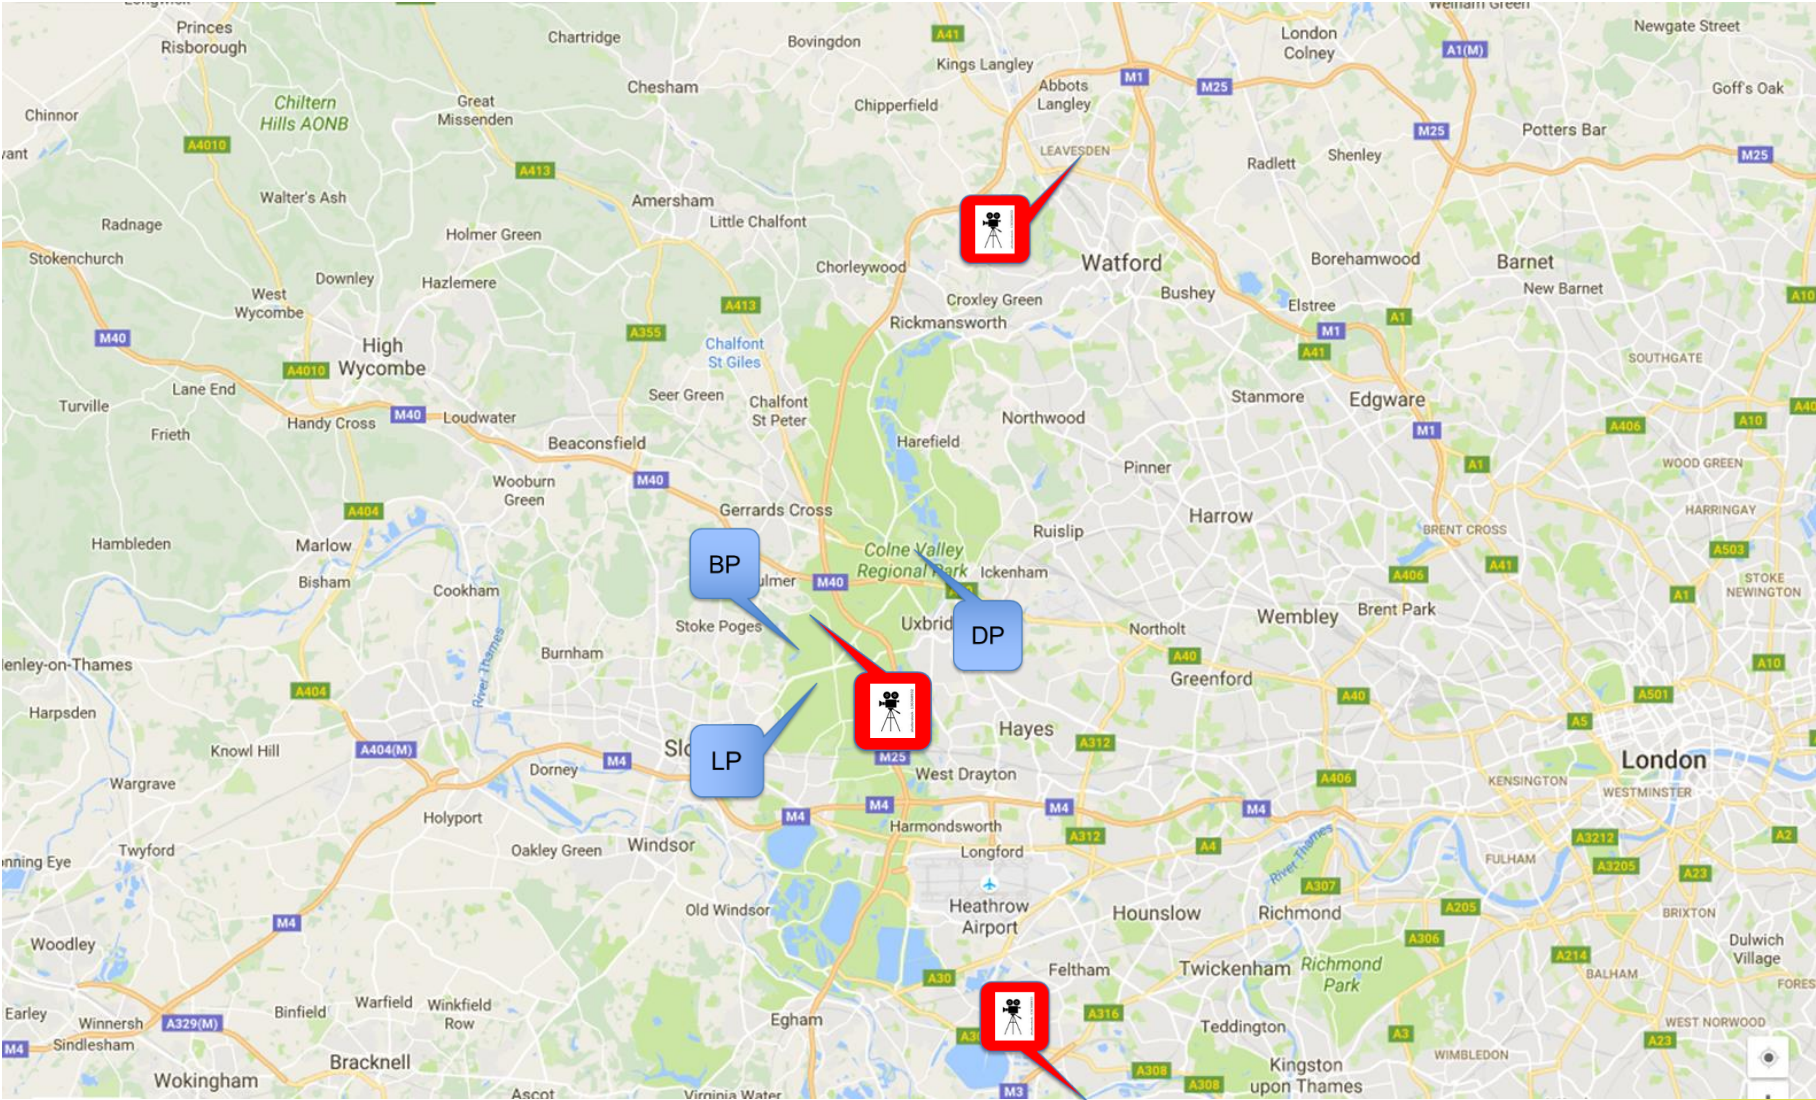 Princes
Risborough
Chartridge
Bovingdon
A41
Kings Langley
London
Colney
Welham Green
Newgate Street
A1(M)
Chinnor
Chiltern
Hills AONB
Great
Missenden
Chesham
Chipperfield
Abbots
Langley
M1
M25
Goff's Oak
A4010
A413
LEAVESDEN
M25
Potters Bar
M25
Radlett
Shenley
Walter's Ash
Amersham
Little Chalfont
Radnage
Holmer Green
Stokenchurch
Downley
Hazlemere
Chorleywood
Watford
Borehamwood
Barnet
New Barnet
West
Wycombe
A413
Croxley Green
Bushey
Elstree
A10
Rickmansworth
M40
A355
Chalfont
St Giles
M1
A1
A41
High
Wycombe
A4010
SOUTHGATE
Lane End
Seer Green
Chalfont
St Peter
Stanmore
Edgware
Turville
M40
Loudwater
Handy Cross
Northwood
A406
A10
Frieth
Beaconsfield
Harefield
M1
Pinner
A1
WOOD GREEN
M40
Wooburn
Green
A404
Gerrards Cross
Harrow
HARRINGAY
Ruislip
BRENT CROSS
Hambleden
Marlow
Colne Valley
Regional Park
A503
BP
Bisham
Cookham
M40
Ickenham
A406
A41
STOKE
NEWINGTON
A1
Stoke Poges
DP
Wembley
Brent Park
Northolt
Burnham
River Thames
A40
Greenford
A10
A404
A40
A501
Harpsden
A5
Knowl Hill
A404(M)
M4
LP
Hayes
A312
M25
London
Dorney
West Drayton
A406
KENSINGTON
WESTMINSTER
Wargrave
Holyport
M4
M4
M4
M4
Harmondsworth
A312
A3212
A2
Twyford
Oakley Green
Windsor
Longford
A4
River Thames
FULHAM
A3205
A23
A307
Old Windsor
Heathrow
Airport
Hounslow
Richmond
A205
BRIXTON
M4
Woodley
A306
Dulwich
Village
Feltham
Twickenham
Richmond
Park
A214
BALHAM
A30
Earley
Winnersh
A329(M)
Binfield
Warfield
Winkfield
Row
Egham
A316
Teddington
A3
WEST NORWOOD
M4
Sindlesham
Bracknell
A23
WIMBLEDON
Wokingham
Ascot
Virginia Water
M3
A308
A308
Kingston
upon Thames